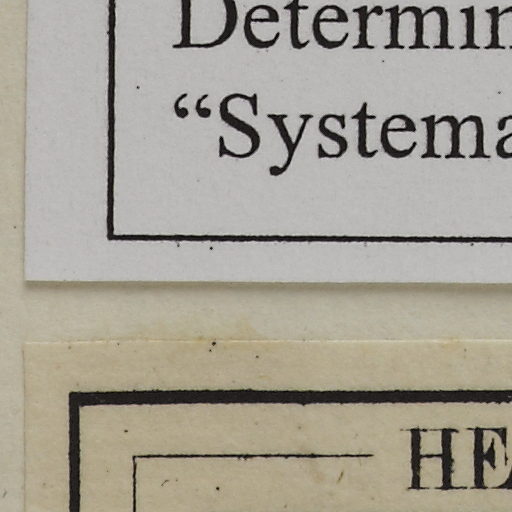 Determin
“Systema
HE